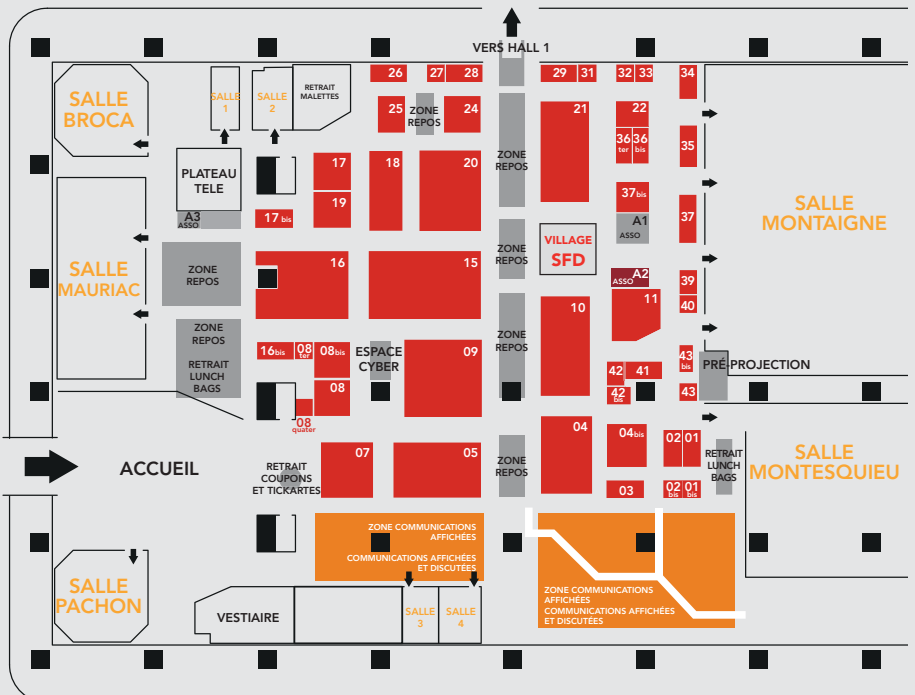 VERS HALL 1
26
27
28
29
31
32
33
34
SALLE
BROCA
SALLE
1
SALLE
2
RETRAIT
MALETTES
25
ZONE
REPOS
24
21
22
36
ter
36
bis
35
ZONE
REPOS
PLATEAU
TELE
17
18
20
19
37bis
37
SALLE
MONTAIGNE
A3
ASSO
17 bis
A1
ASSO
SALLE
MAURIAC
ZONE
REPOS
16
15
ZONE
REPOS
VILLAGE
SFD
A2
ASSO
39
40
10
11
ZONE
REPOS
RETRAIT
LUNCH
BAGS
16bis
08
ter
08bis
ESPACE
CYBER
09
ZONE
REPOS
43
bis
PRÉ-PROJECTION
42
41
42
bis
43
08
08
quater
ACCUEIL
RETRAIT
COUPONS
ET TICKARTES
07
05
ZONE
REPOS
04
04bis
02
01
RETRAIT
LUNCH
BAGS
SALLE
MONTESQUIEU
03
02
bis
01
bis
ZONE COMMUNICATIONS
AFFICHÉES
COMMUNICATIONS AFFICHÉES
ET DISCUTÉES
ZONE COMMUNICATIONS
AFFICHÉES
COMMUNICATIONS AFFICHÉES
ET DISCUTÉES
SALLE
PACHON
VESTIAIRE
SALLE
3
SALLE
4